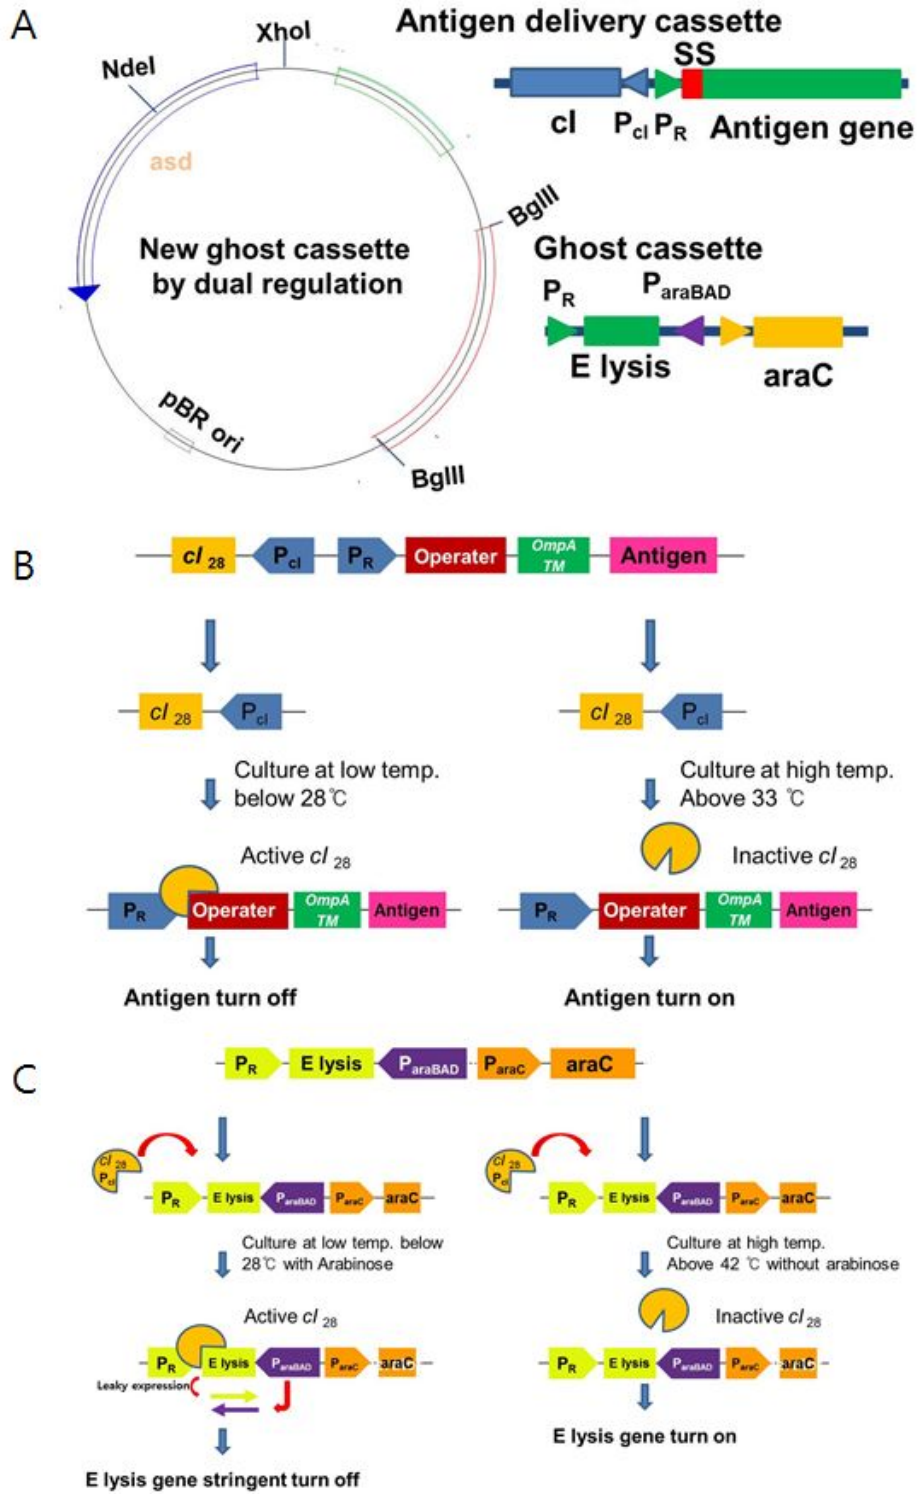 A
XhoI
NdeI
asd
New ghost cassette
by dual regulation
BglII
pBR ori
BglII
Antigen delivery cassette
SS
cI PcI PR Antigen gene
Ghost cassette
PR ParaBAD
E lysis araC
B
cI 28 PcI PR Operater OmpA TM Antigen
cI 28 PcI
cI 28 PcI
Culture at low temp.
below 28℃
Culture at high temp.
Above 33 ℃
Active cI 28
Inactive cI 28
PR Operater OmpA TM Antigen
PR Operater OmpA TM Antigen
Antigen turn off
Antigen turn on
C
PR E lysis ParaBAD ParaC araC
cI 28
PcI
cI 28
PcI
PR E lysis ParaBAD ParaC araC
PR E lysis ParaBAD ParaC araC
Culture at low temp. below
28℃ with Arabinose
Culture at high temp.
Above 42 ℃ without arabinose
Active cI 28
Inactive cI 28
PR E lysis ParaBAD ParaC araC
PR E lysis ParaBAD ParaC araC
Leaky expression
E lysis gene stringent turn off
E lysis gene turn on